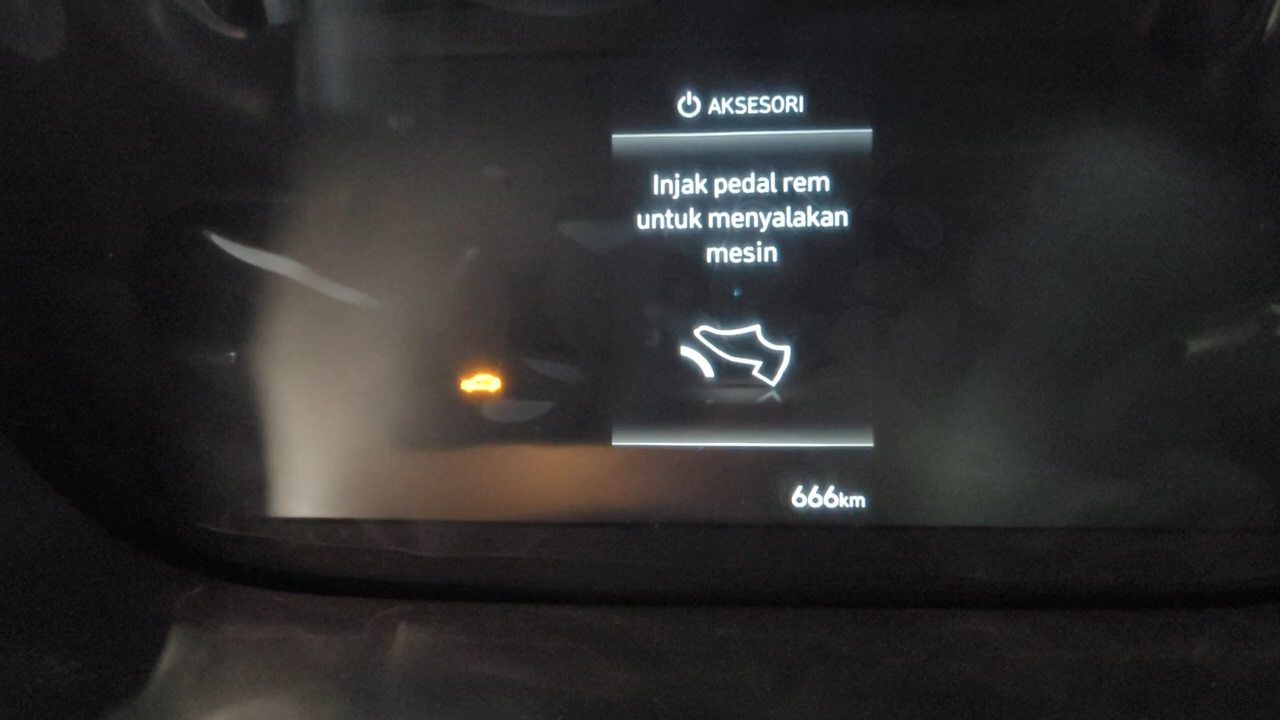 AKSESORI
Injak pedal rem
untuk menyalakan
mesin
666km